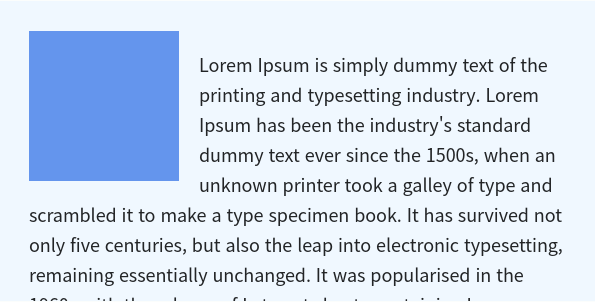 Lorem Ipsum is simply dummy text of the
printing and typesetting industry. Lorem
Ipsum has been the industry's standard
dummy text ever since the 1500s, when an
unknown printer took a galley of type and
scrambled it to make a type specimen book. It has survived not
only five centuries, but also the leap into electronic typesetting,
remaining essentially unchanged. It was popularised in the